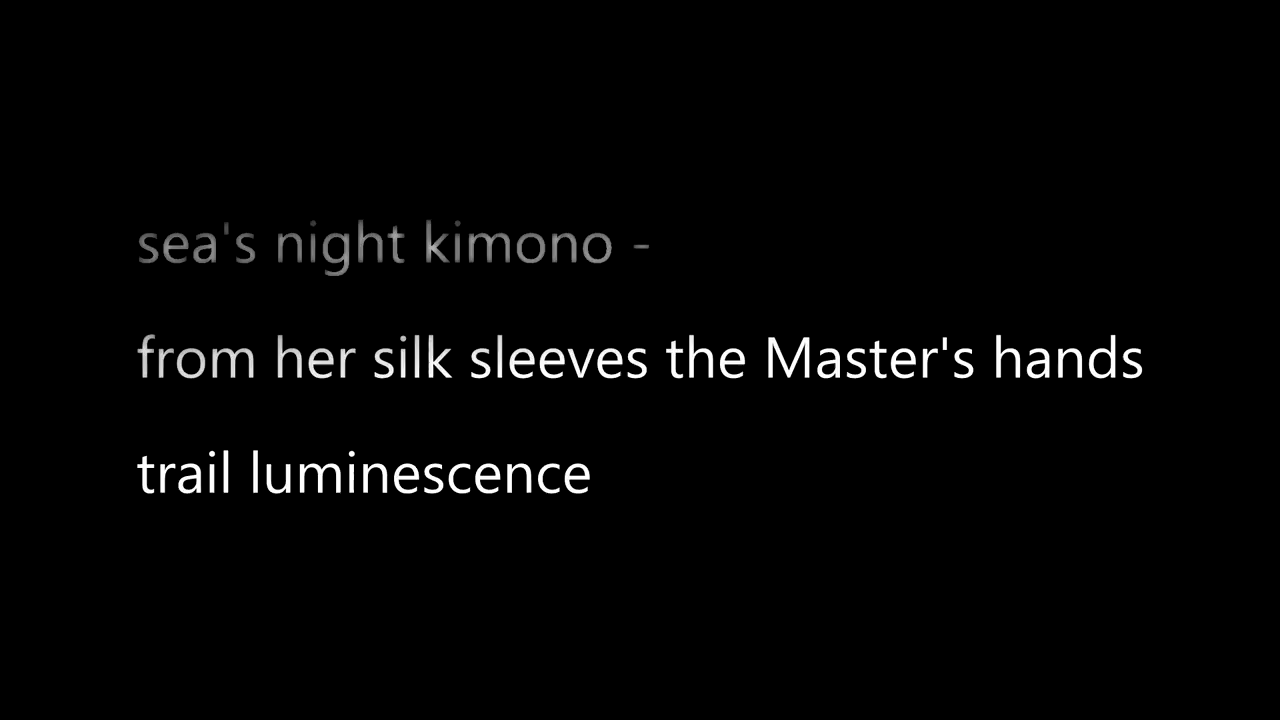 sea's night kimono -
from her silk sleeves the Master's hands
trail luminescence